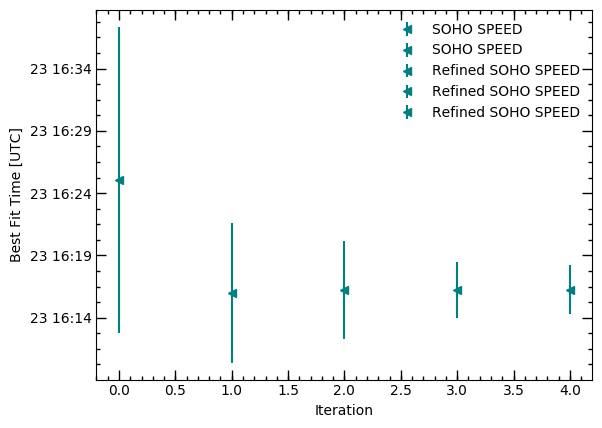 SOHO SPEED
SOHO SPEED
Refined SOHO SPEED
Refined SOHO SPEED
Refined SOHO SPEED
Best Fit Time [UTC]
23 16:34
23 16:29
23 16:24
23 16:19
23 16:14
0.0 0.5 1.0 1.5 2.0 2.5 3.0 3.5 4.0
Iteration